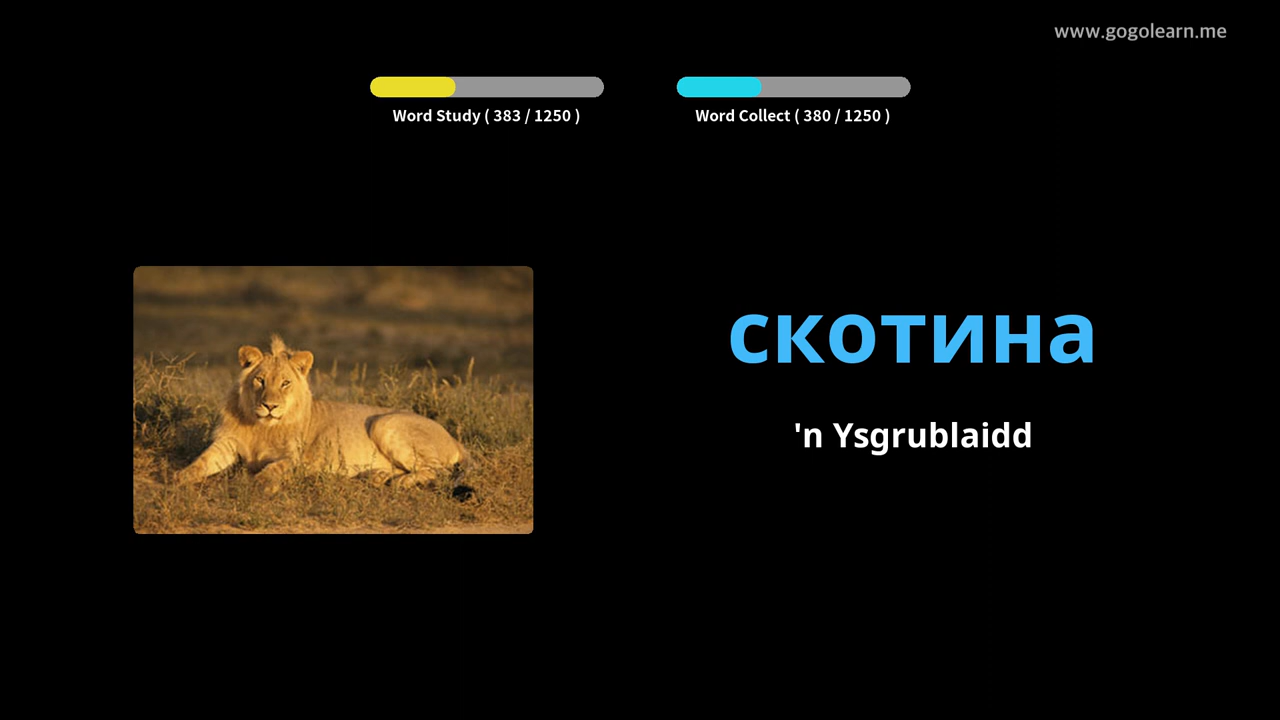 www.gogolearn.me
Word Study ( 383 / 1250 )
Word Collect ( 380 / 1250 )
скотина
'n Ysgrublaidd